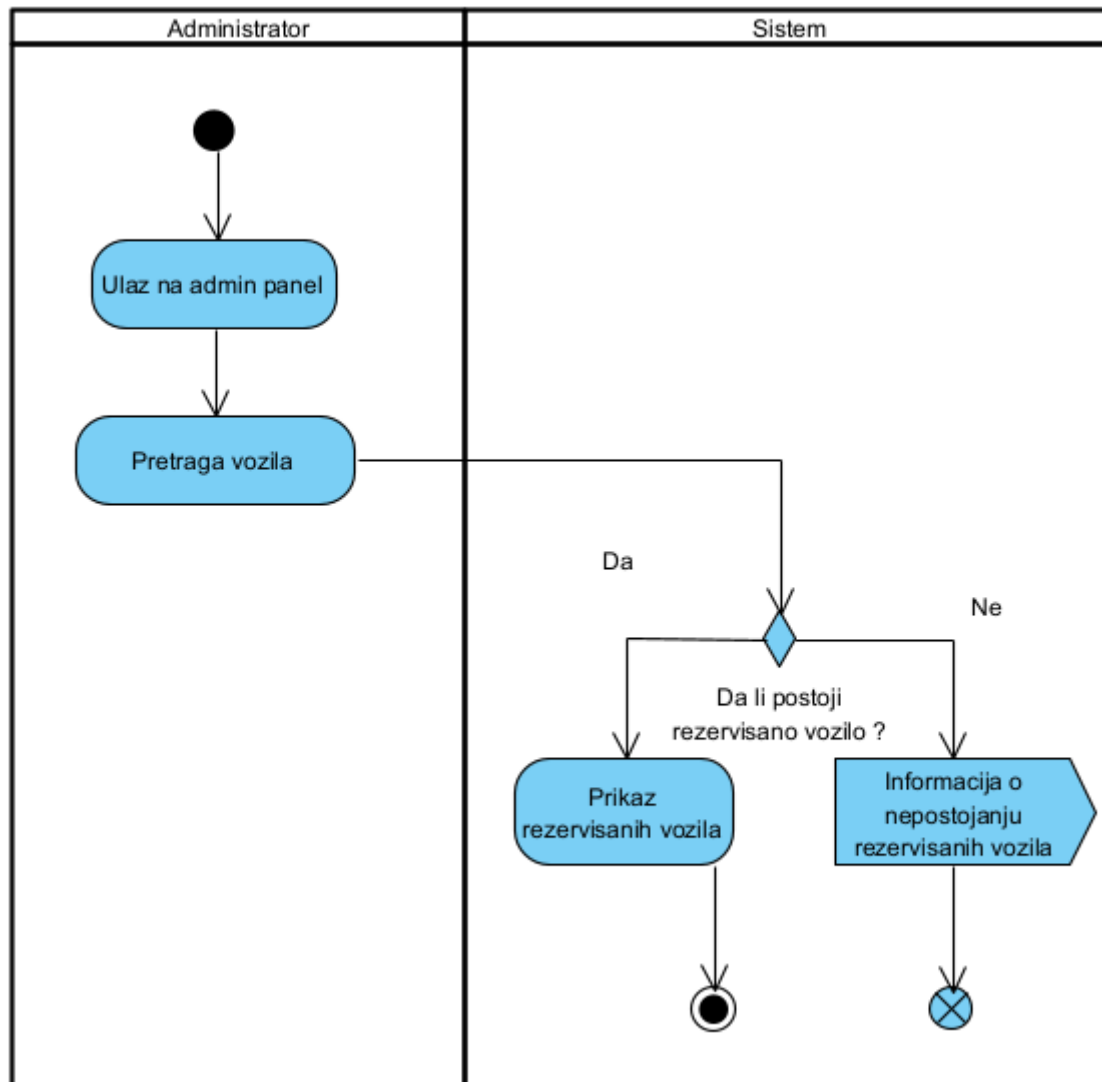 Administrator
Sistem
Ulaz na admin panel
Pretraga vozila
Da
Ne
Da li postoji
rezervisano vozilo ?
Prikaz
rezervisanih vozila
Informacija o
nepostojanju
rezervisanih vozila